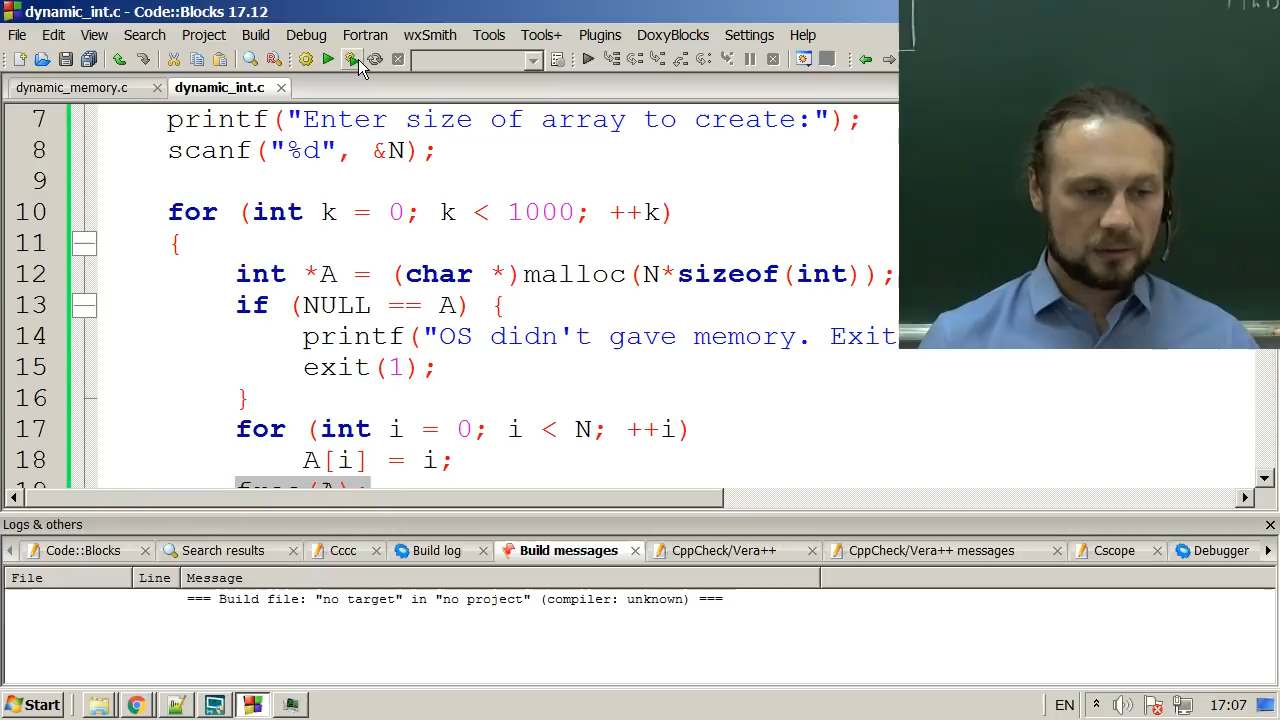 dynamic_int.c - Code::Blocks 17.12
File Edit View Search Project Build Debug Fortran wxSmith Tools Tools+ Plugins DoxyBlocks Settings Help
dynamic_memory.c dynamic_int.c
7 printf("Enter size of array to create:");
8 scanf("%d", &N);
9
10 for (int k = 0; k < 1000; ++k)
11 {
12 int *A = (char *)malloc(N*sizeof(int));
13 if (NULL == A) {
14 printf("OS didn't gave memory. Exit
15 exit(1);
16 }
17 for (int i = 0; i < N; ++i)
18 A[i] = i;
19 free(A);
Logs & others
Code::Blocks Search results Cccc Build log Build messages CppCheck/Vera++ CppCheck/Vera++ messages Cscope Debugger
File Line Message
=== Build file: "no target" in "no project" (compiler: unknown) ===
Start EN 17:07